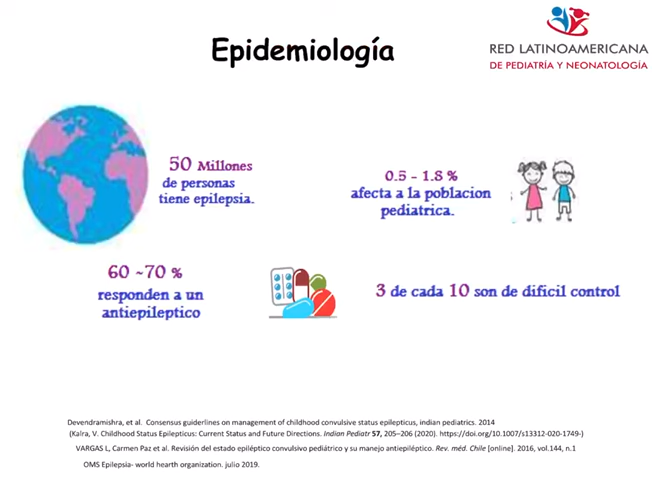 Epidemiología
RED LATINOAMERICANA
DE PEDIATRÍA Y NEONATOLOGÍA
50 Millones
de personas
tiene epilepsia.
0.5 - 1.8 %
afecta a la poblacion
pediatrica.
60 ~70 %
responden a un
antiepileptico
3 de cada 10 son de dificil control
Devendramishra, et al. Consensus guiderlines on management of childhood convulsive status epilepticus, indian pediatrics. 2014
(Kalra, V. Childhood Status Epilepticus: Current Status and Future Directions. Indian Pediatr 57, 205–206 (2020). https://doi.org/10.1007/s13312-020-1749-)
VARGAS L, Carmen Paz et al. Revisión del estado epiléptico convulsivo pediátrico y su manejo antiepiléptico. Rev. méd. Chile [online]. 2016, vol.144, n.1
OMS Epilepsia- world hearth organization. julio 2019.